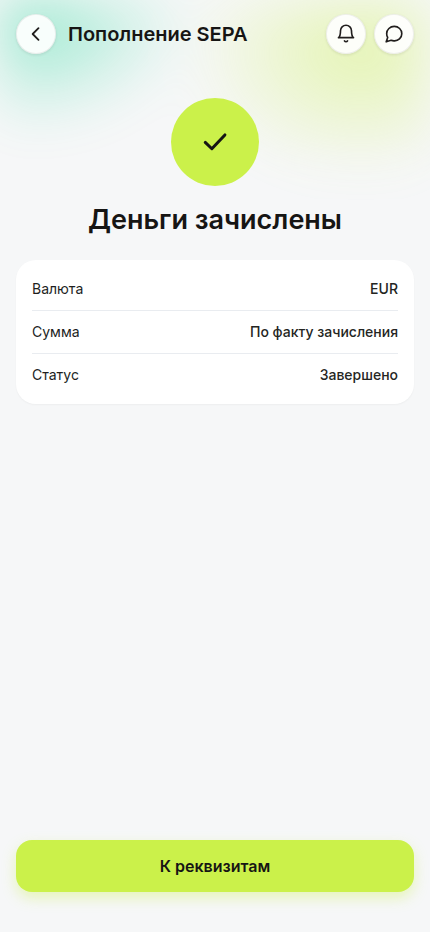 Пополнение SEPA
Деньги зачислены
Валюта EUR
Сумма По факту зачисления
Статус Завершено
К реквизитам